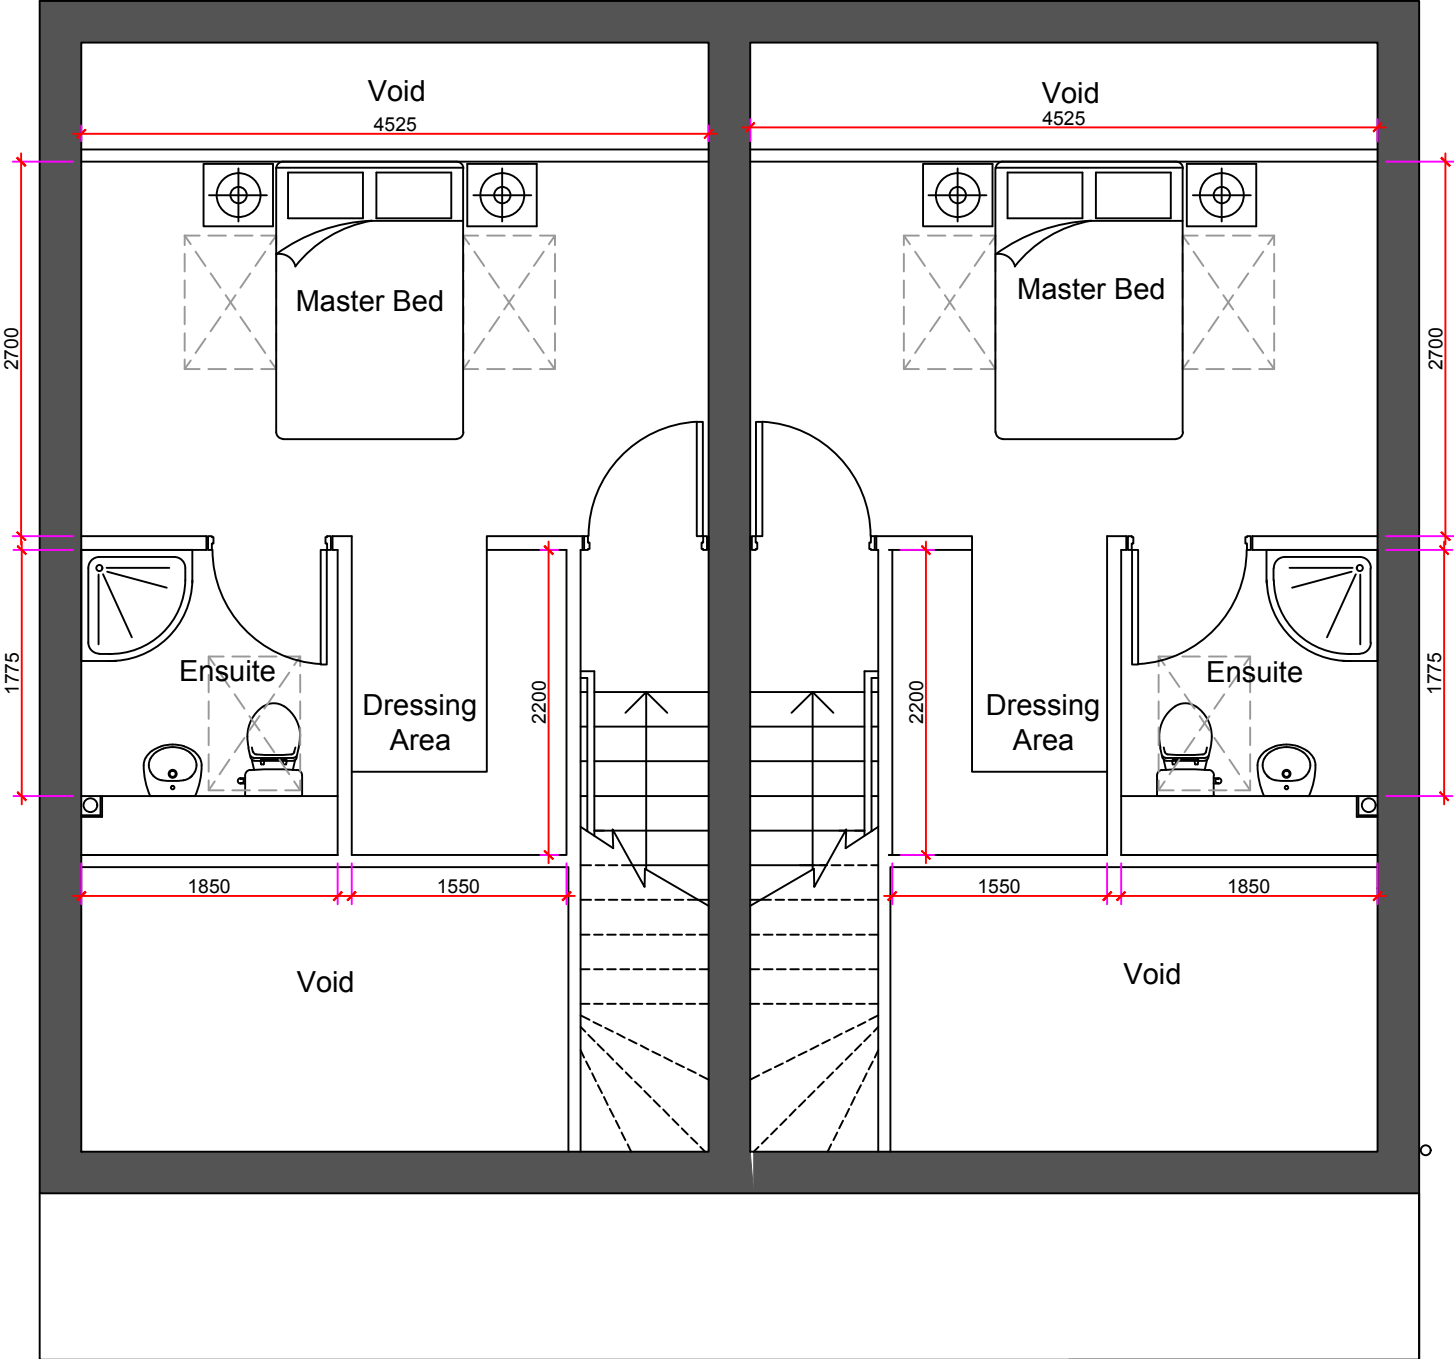 Void
4525
Void
4525
Master Bed
Master Bed
2700
2700
Ensuite
1775
Dressing
Area
2200
2200
Dressing
Area
Ensuite
1775
1850
1550
1550
1850
Void
Void